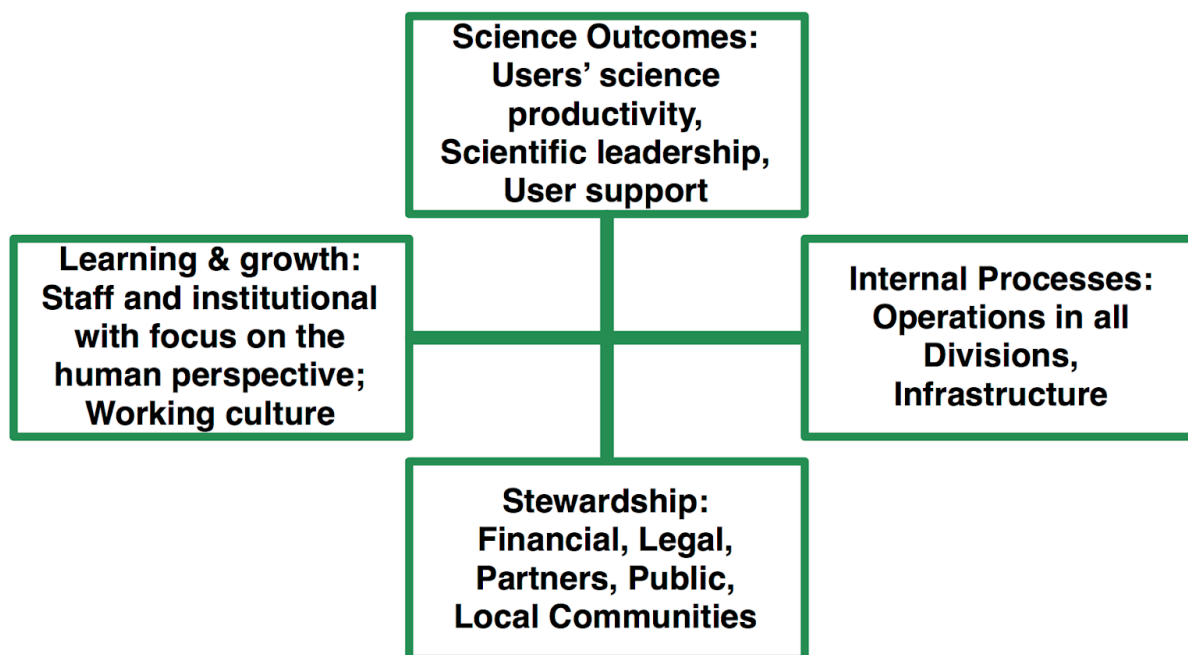 Science Outcomes:
Users’ science
productivity,
Scientific leadership,
User support
Learning & growth:
Staff and institutional
with focus on the
human perspective;
Working culture
Internal Processes:
Operations in all
Divisions,
Infrastructure
Stewardship:
Financial, Legal,
Partners, Public,
Local Communities